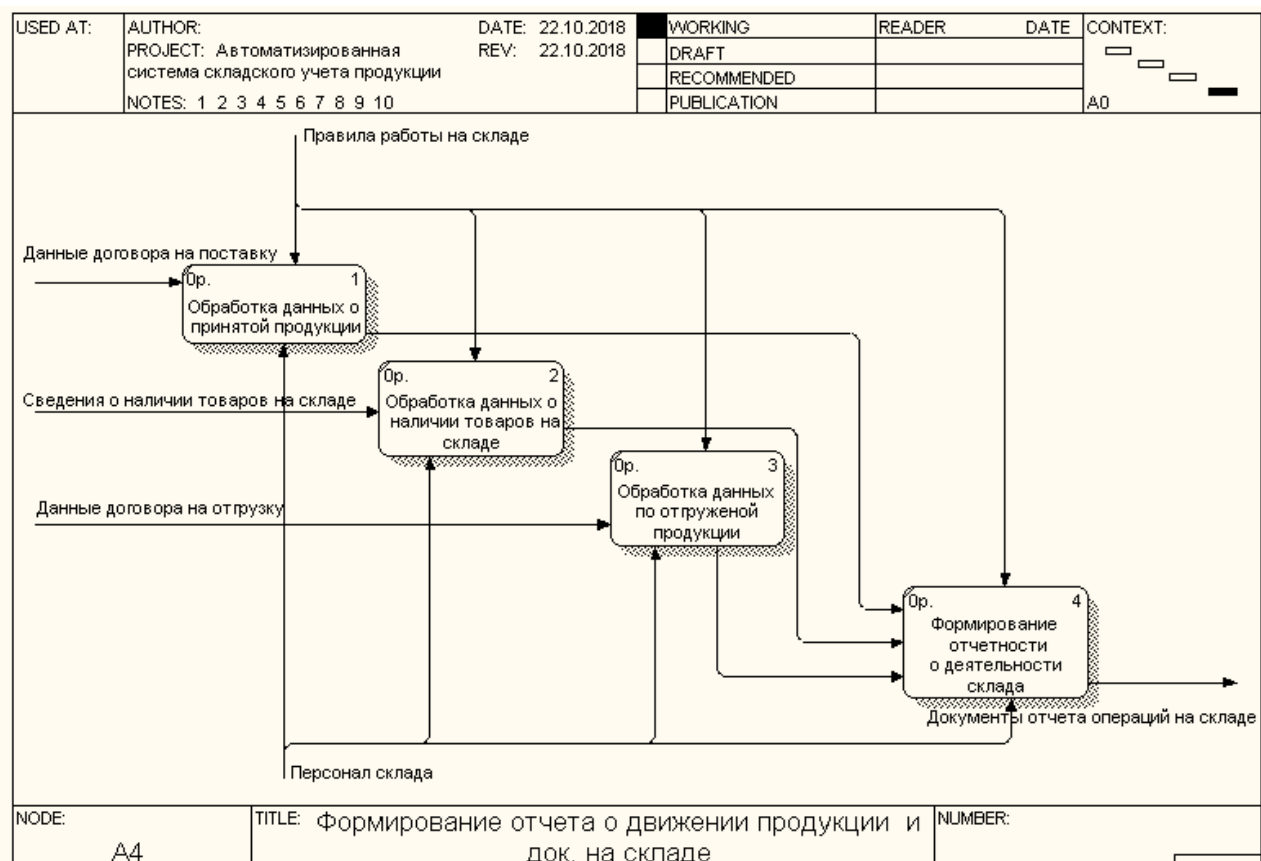 USED AT:
AUTHOR:
DATE: 22.10.2018
PROJECT: Автоматизированная
REV: 22.10.2018
система складского учета продукции
NOTES: 1 2 3 4 5 6 7 8 9 10
WORKING
DRAFT
RECOMMENDED
PUBLICATION
READER
DATE
CONTEXT:
A0
Правила работы на складе
Данные договора на поставку
0р.
1
Обработка данных о
принятой продукции
Сведения о наличии товаров на складе
0р.
2
Обработка данных о
наличии товаров на
складе
Данные договора на отгрузку
0р.
3
Обработка данных
по отгруженой
продукции
0р.
4
Формирование
отчетности
о деятельности
склада
Документы отчета операций на складе
Персонал склада
NODE:
A4
TITLE:
Формирование отчета о движении продукции и
док. на складе
NUMBER: